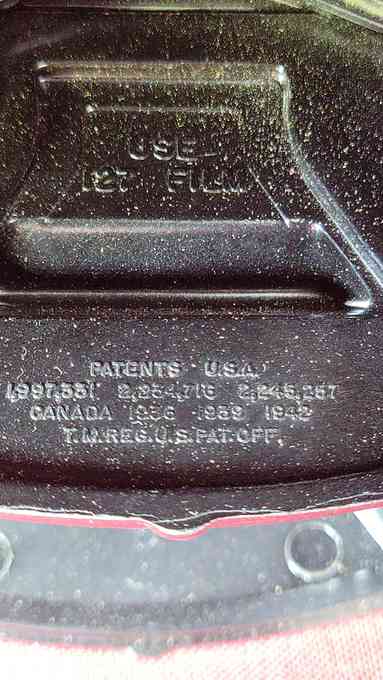 USE
127 FILM
PATENTS U.S.A.
1,997,331 2,234,716 2,245,257
CANADA 1936 1939 1942
T.M.REG.U.S.PAT.OFF.